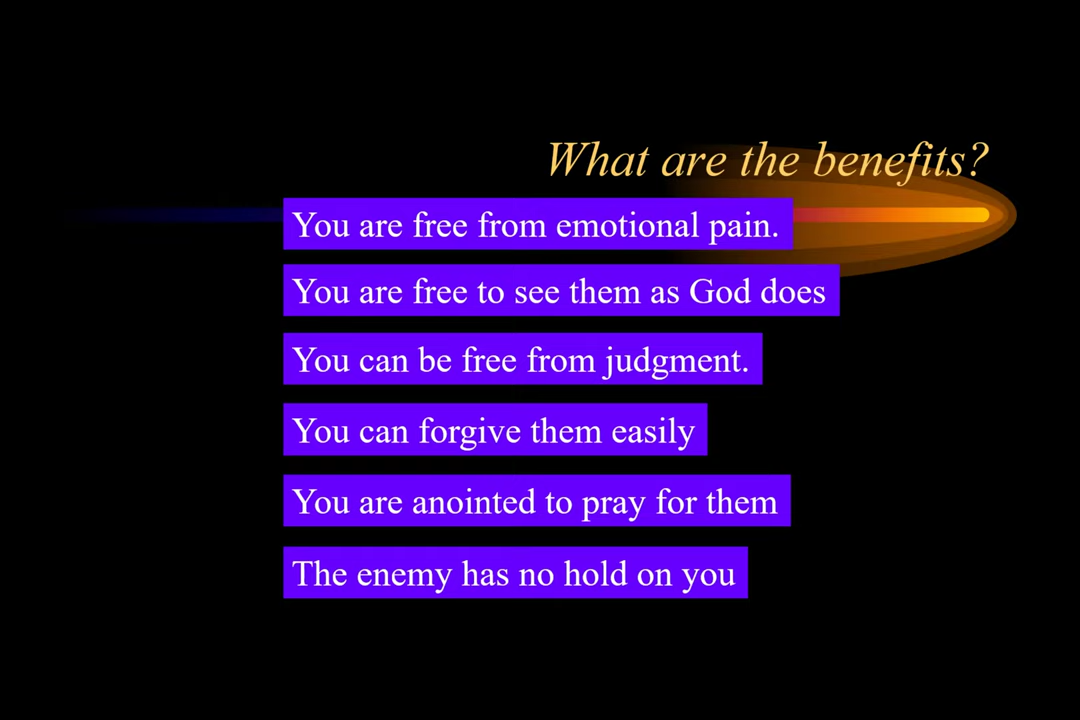 What are the benefits?
You are free from emotional pain.
You are free to see them as God does
You can be free from judgment.
You can forgive them easily
You are anointed to pray for them
The enemy has no hold on you